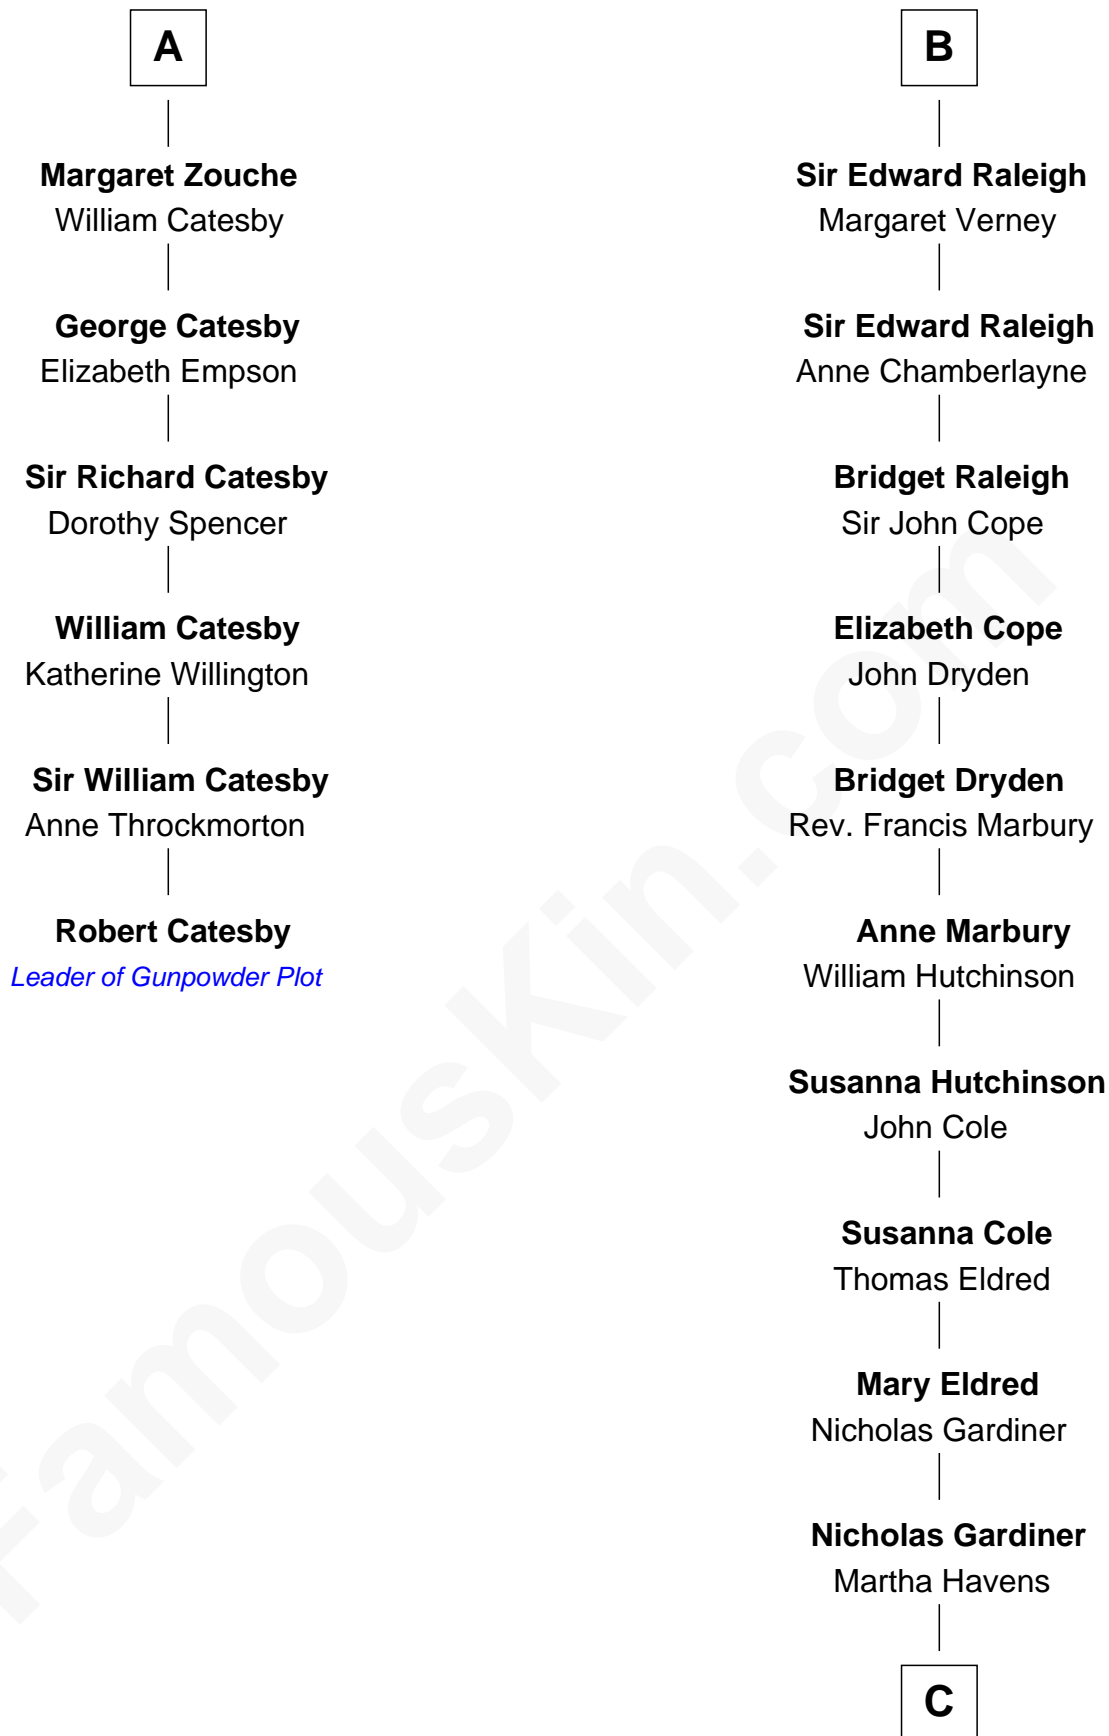 A
Margaret Zouche
William Catesby
George Catesby
Elizabeth Empson
Sir Richard Catesby
Dorothy Spencer
William Catesby
Katherine Willington
Sir William Catesby
Anne Throckmorton
Robert Catesby
Leader of Gunpowder Plot
B
Sir Edward Raleigh
Margaret Verney
Sir Edward Raleigh
Anne Chamberlayne
Bridget Raleigh
Sir John Cope
Elizabeth Cope
John Dryden
Bridget Dryden
Rev. Francis Marbury
Anne Marbury
William Hutchinson
Susanna Hutchinson
John Cole
Susanna Cole
Thomas Eldred
Mary Eldred
Nicholas Gardiner
Nicholas Gardiner
Martha Havens
C
FamousKin.com